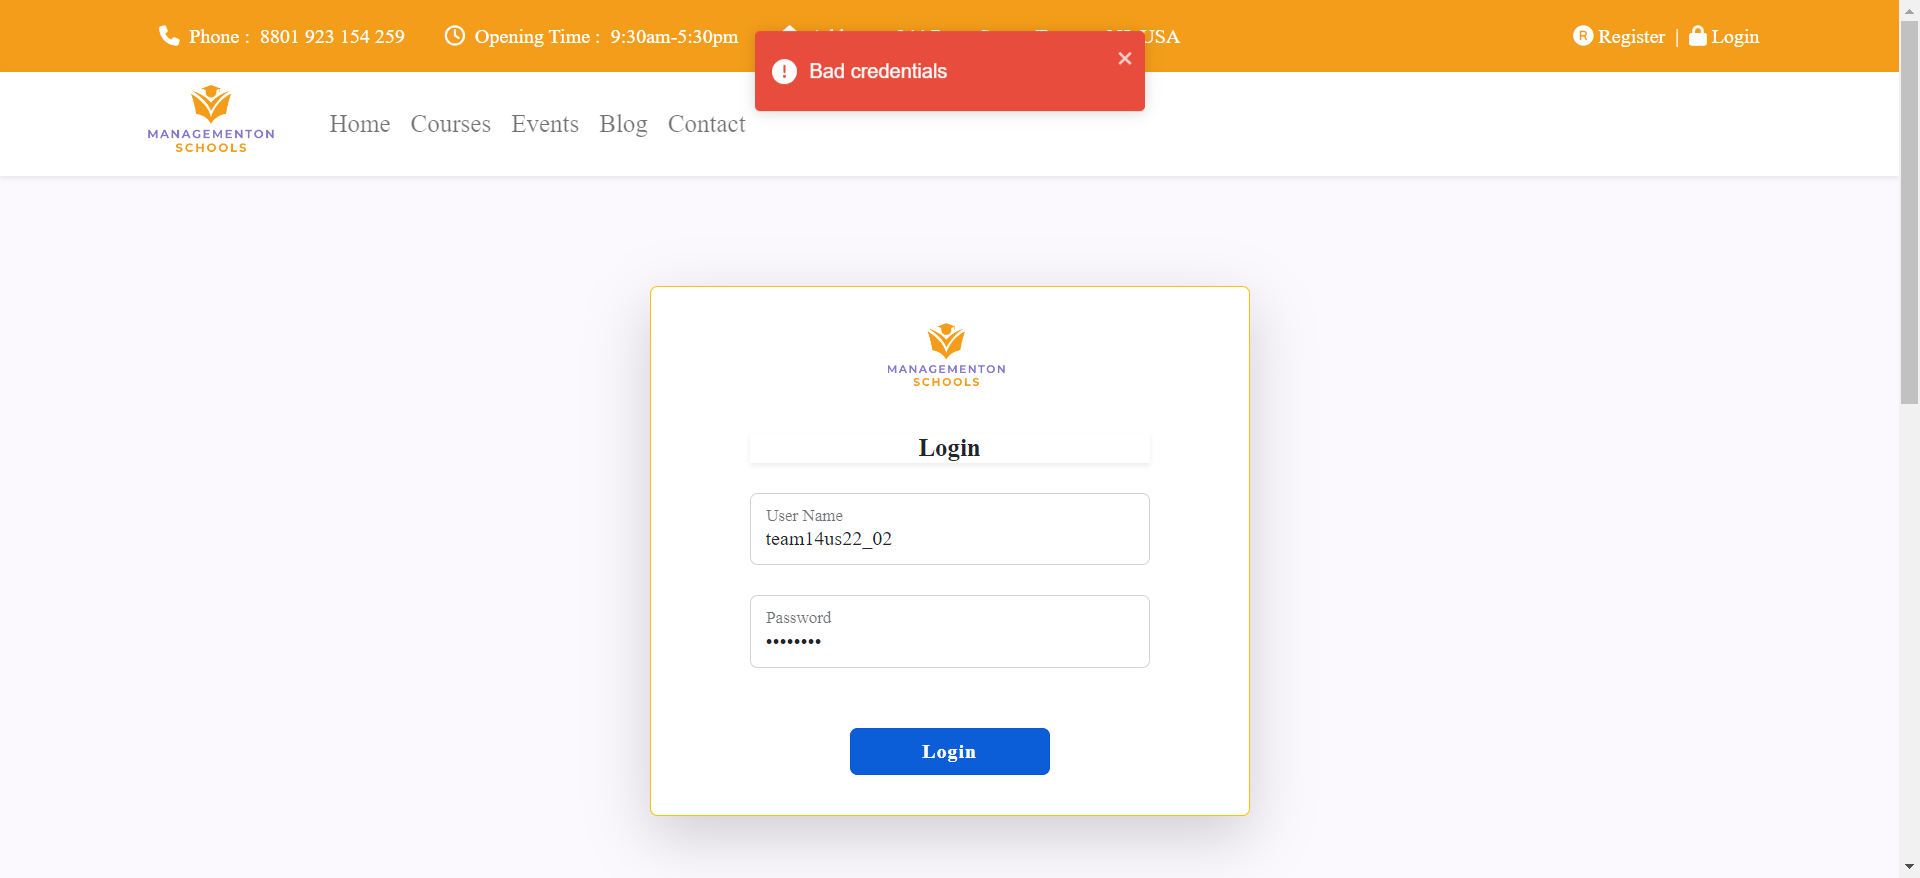 Phone : 8801 923 154 259
Opening Time : 9:30am-5:30pm
USA
Register | Login
Bad credentials
MANAGEMENTON
SCHOOLS
Home Courses Events Blog Contact
MANAGEMENTON
SCHOOLS
Login
User Name
team14us22_02
Password
••••••••
Login